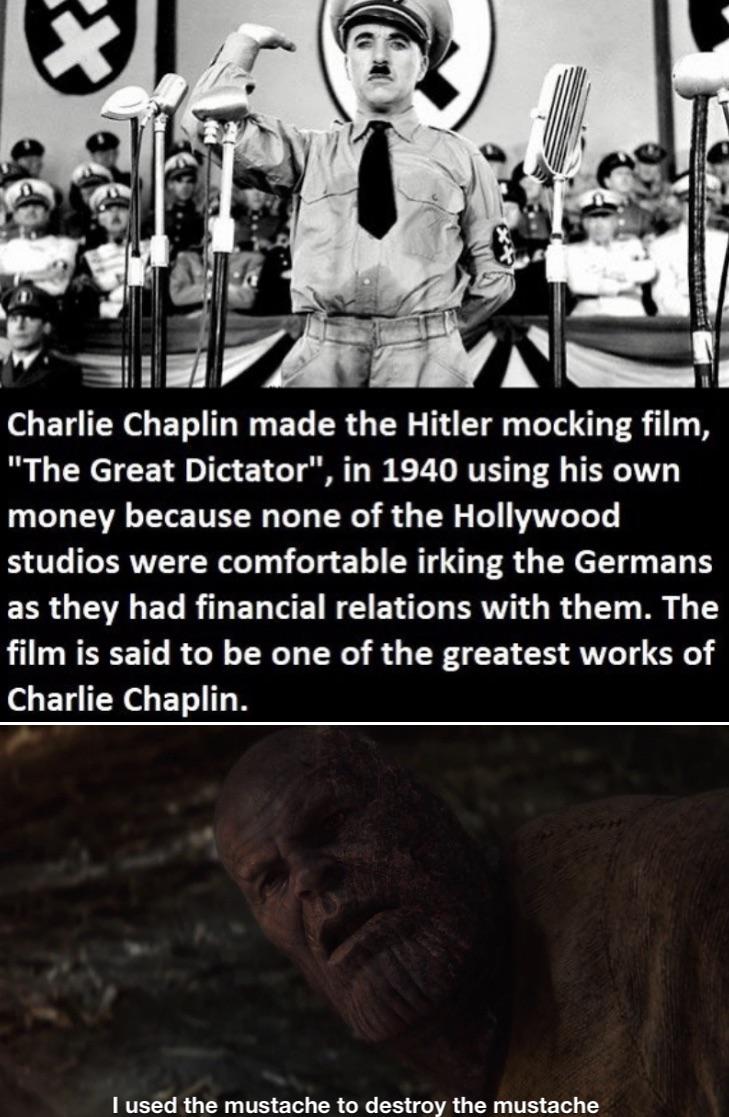 Charlie Chaplin made the Hitler mocking film,
"The Great Dictator", in 1940 using his own
money because none of the Hollywood
studios were comfortable irking the Germans
as they had financial relations with them. The
film is said to be one of the greatest works of
Charlie Chaplin.
I used the mustache to destroy the mustache